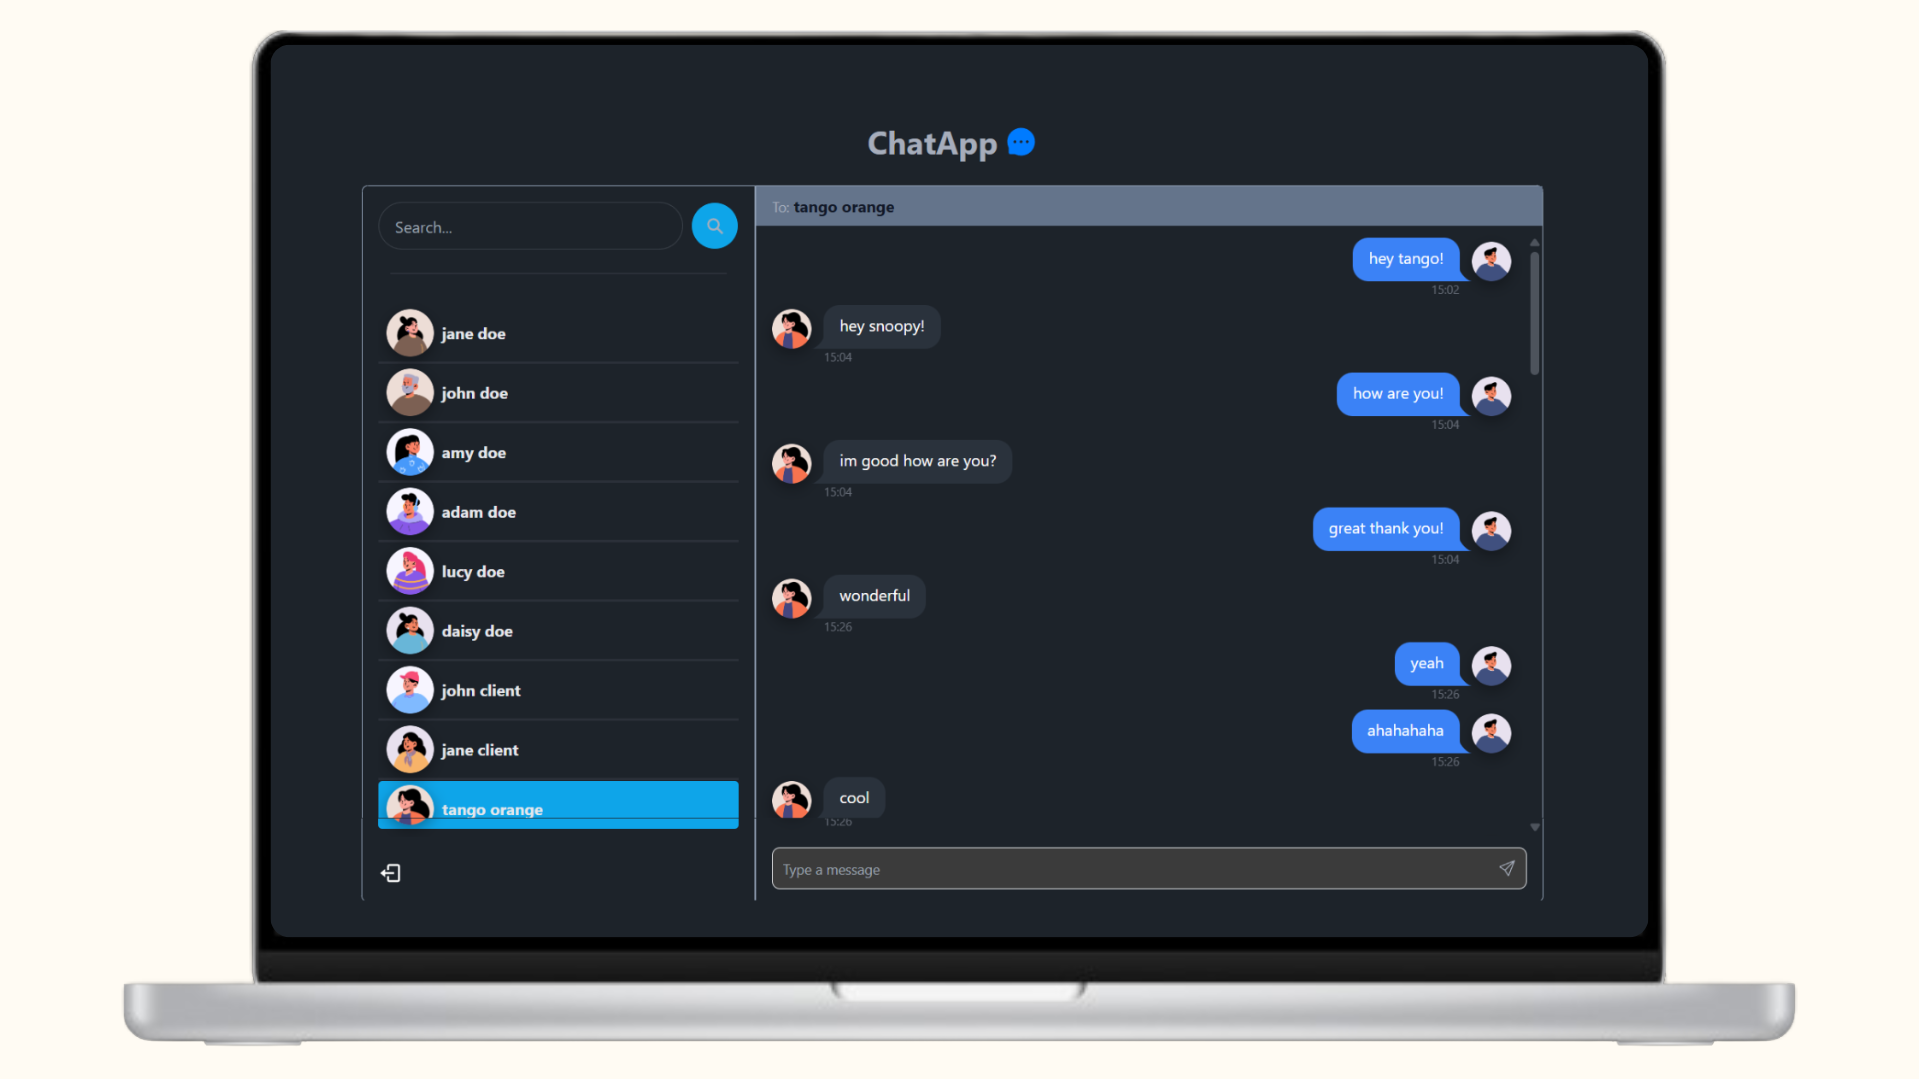 ChatApp
Search...
jane doe
john doe
amy doe
adam doe
lucy doe
daisy doe
john client
jane client
tango orange
To: tango orange
hey tango!
15:02
hey snoopy!
15:04
how are you!
15:04
im good how are you?
15:04
great thank you!
15:04
wonderful
15:26
yeah
15:26
ahahahaha
15:26
cool
15:26
Type a message